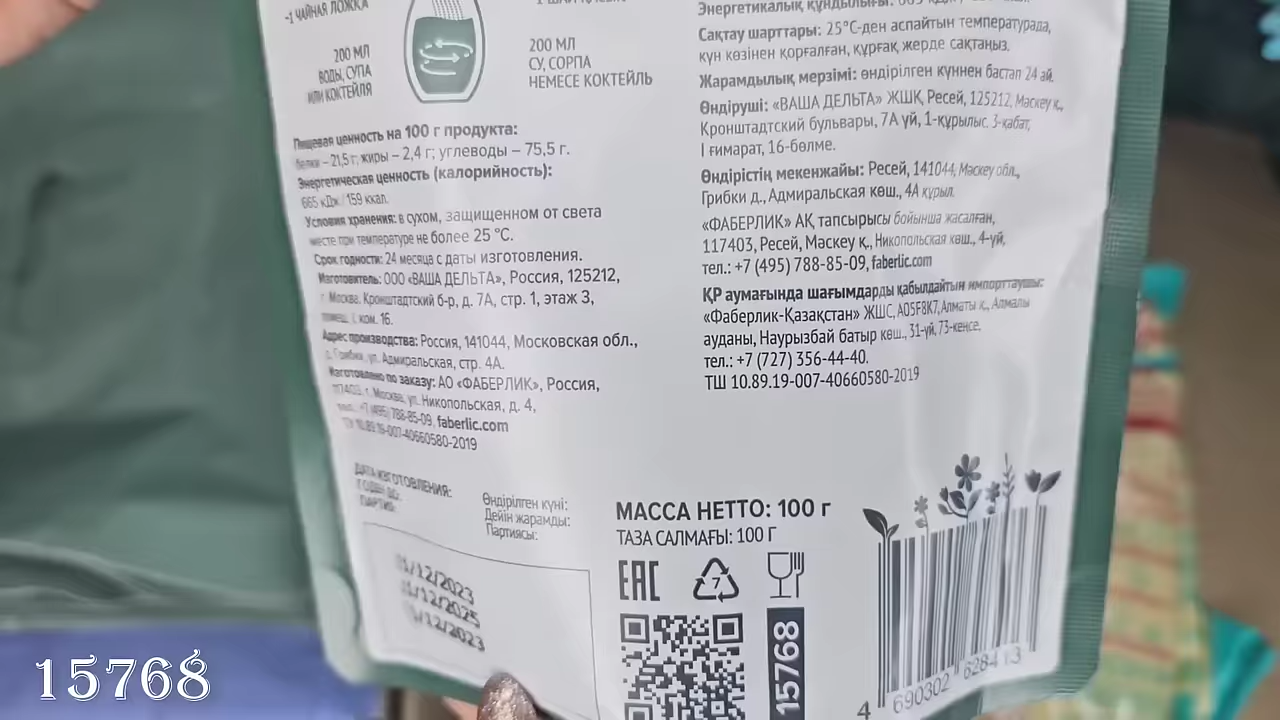 ~1 ЧАЙНАЯ ЛОЖКА
200 МЛ
ВОДЫ, СУПА
ИЛИ КОКТЕЙЛЯ
200 МЛ
СУ, СОРПА
НЕМЕСЕ КОКТЕЙЛЬ
Пищевая ценность на 100 г продукта:
белки – 21,5 г; жиры – 2,4 г; углеводы – 75,5 г.
Энергетическая ценность (калорийность):
665 кДж / 159 ккал.
Условия хранения: в сухом, защищенном от света
месте при температуре не более 25 °С.
Срок годности: 24 месяца с даты изготовления.
Изготовитель: ООО «ВАША ДЕЛЬТА», Россия, 125212,
г. Москва, Кронштадтский б-р, д. 7А, стр. 1, этаж 3,
помещ. I, ком. 16.
Адрес производства: Россия, 141044, Московская обл.,
д. Грибки, ул. Адмиральская, стр. 4А.
Изготовлено по заказу: АО «ФАБЕРЛИК», Россия,
117403, г. Москва, ул. Никопольская, д. 4,
тел.: +7 (495) 788-85-09, faberlic.com
ТУ 10.89.19-007-40660580-2019
ДАТА ИЗГОТОВЛЕНИЯ:
ГОДЕН ДО:
ПАРТИЯ:
Өндірілген күні:
Дейін жарамды:
Партиясы:
/12/2023
/12/2025
/12/2023
Энергетикалық құндылығы:
Сақтау шарттары: 25°С-ден аспайтын температурада,
күн көзінен қорғалған, құрғақ жерде сақтаңыз.
Жарамдылық мерзімі: өндірілген күннен бастап 24 ай.
Өндіруші: «ВАША ДЕЛЬТА» ЖШҚ, Ресей, 125212, Мәскеу қ.,
Кронштадтский бульвары, 7А үй, 1-құрылыс, 3-қабат,
I ғимарат, 16-бөлме.
Өндірістің мекенжайы: Ресей, 141044, Мәскеу обл.,
Грибки д., Адмиральская көш., 4А құрыл.
«ФАБЕРЛИК» АҚ тапсырысы бойынша жасалған,
117403, Ресей, Мәскеу қ., Никопольская көш., 4-үй,
тел.: +7 (495) 788-85-09, faberlic.com
ҚР аумағында шағымдарды қабылдайтын импорттаушы:
«Фаберлик-Қазақстан» ЖШС, A05F8K7, Алматы қ., Алмалы
ауданы, Наурызбай батыр көш., 31-үй, 73-кеңсе,
тел.: +7 (727) 356-44-40.
ТШ 10.89.19-007-40660580-2019
МАССА НЕТТО: 100 г
ТАЗА САЛМАҒЫ: 100 Г
EAC
7
15768
4 690302 628413
15768